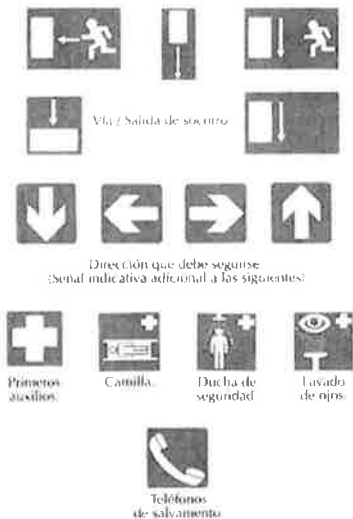 Vía / Salida de socorro
Dirección que debe seguirse
(Señal indicativa adicional a las siguientes)
Primeros
auxilios.
Camilla.
Ducha de
seguridad
Lavado
de ojos.
Teléfonos
de salvamento